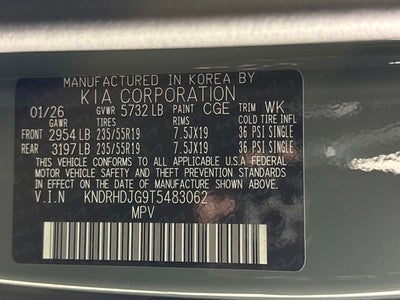 MANUFACTURED IN KOREA BY
KIA CORPORATION
01/26 GVWR 5732 LB PAINT CGE TRIM WK
GAWR TIRES RIMS COLD TIRE INFL
FRONT 2954 LB 235/55R19 7.5JX19 36 PSI SINGLE
REAR 3197 LB 235/55R19 7.5JX19 36 PSI SINGLE
THIS VEHICLE CONFORMS TO ALL APPLICABLE U.S.A FEDERAL
MOTOR VEHICLE SAFETY AND THEFT PREVENTION STANDARDS
IN EFFECT ON THE DATE OF MANUFACTURE SHOWN ABOVE.
V.I.N KNDRHDJG9T5483062
MPV